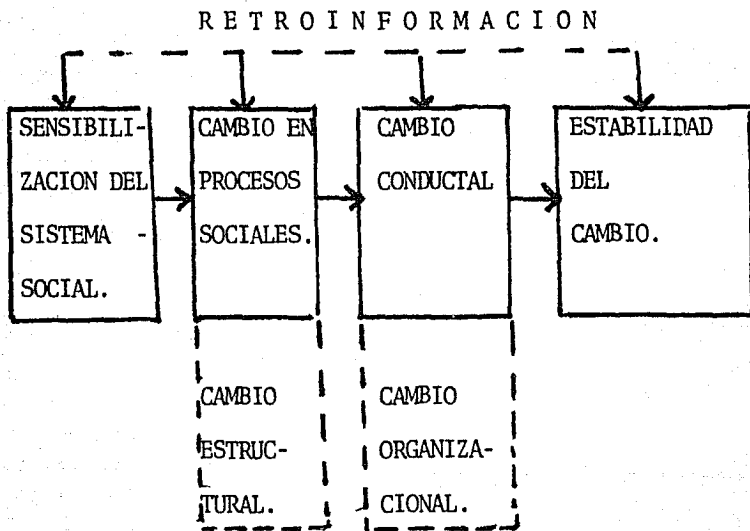 RETROINFORMACION
SENSIBILI-
ZACION DEL
SISTEMA -
SOCIAL.
CAMBIO EN
PROCESOS
SOCIALES.
CAMBIO
CONDUCTAL
ESTABILIDAD
DEL
CAMBIO.
CAMBIO
ESTRUC-
TURAL.
CAMBIO
ORGANIZA-
CIONAL.